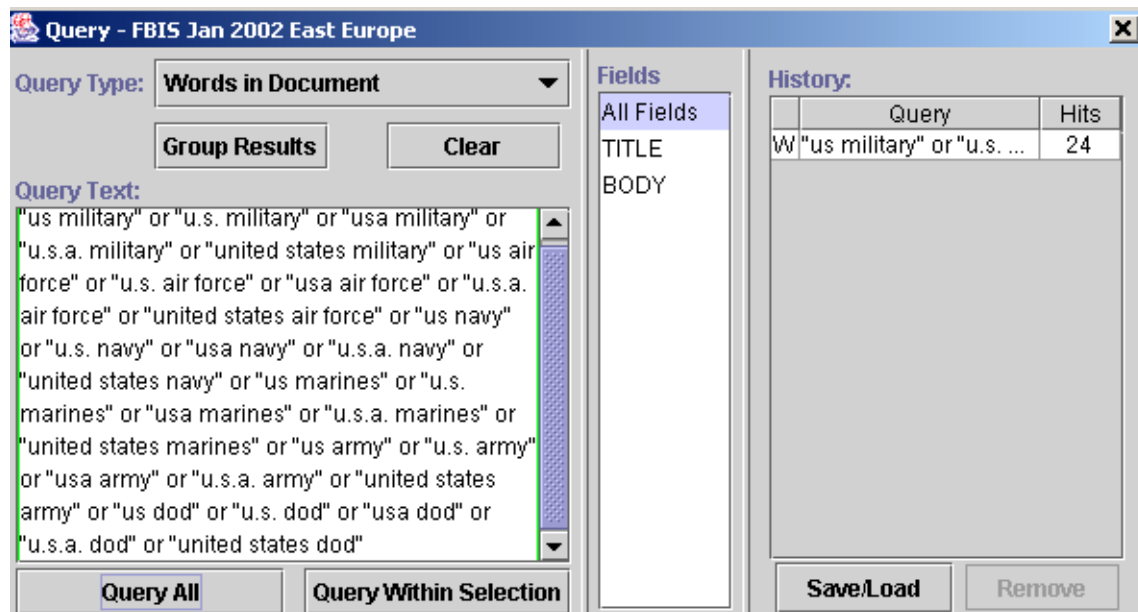 Query - FBIS Jan 2002 East Europe
Query Type:
Words in Document
Group Results
Clear
Query Text:
"us military" or "u.s. military" or "usa military" or
"u.s.a. military" or "united states military" or "us air
force" or "u.s. air force" or "usa air force" or "u.s.a.
air force" or "united states air force" or "us navy"
or "u.s. navy" or "usa navy" or "u.s.a. navy" or
"united states navy" or "us marines" or "u.s.
marines" or "usa marines" or "u.s.a. marines" or
"united states marines" or "us army" or "u.s. army"
or "usa army" or "u.s.a. army" or "united states
army" or "us dod" or "u.s. dod" or "usa dod" or
"u.s.a. dod" or "united states dod"
Query All
Query Within Selection
Fields
All Fields
TITLE
BODY
History:
Query Hits
W "us military" or "u.s. ... 24
Save/Load
Remove